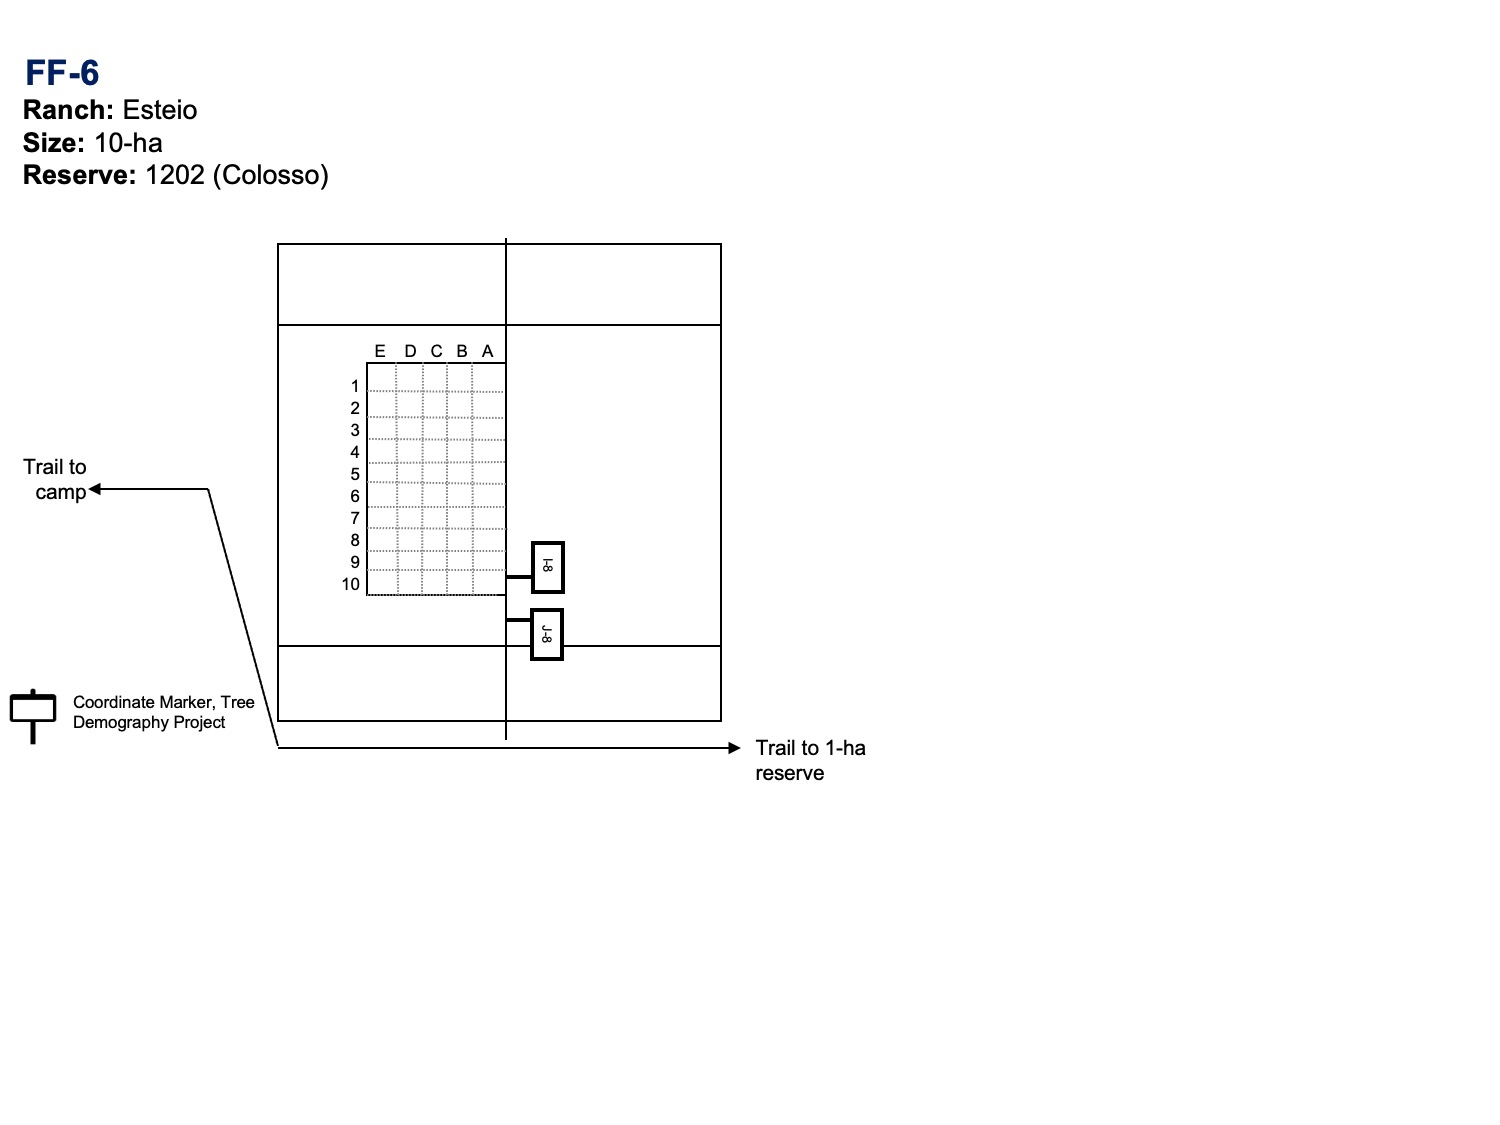 FF-6
Ranch: Esteio
Size: 10-ha
Reserve: 1202 (Colosso)
E D C B A
1
2
3
4
5
6
7
8
9
10
Trail to
camp
I-8
J-8
Coordinate Marker, Tree
Demography Project
Trail to 1-ha
reserve